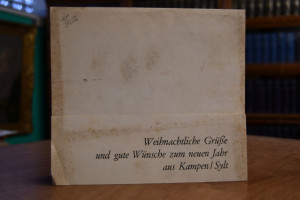 Weihnachtliche Grüße
und gute Wünsche zum neuen Jahr
aus Kampen / Sylt